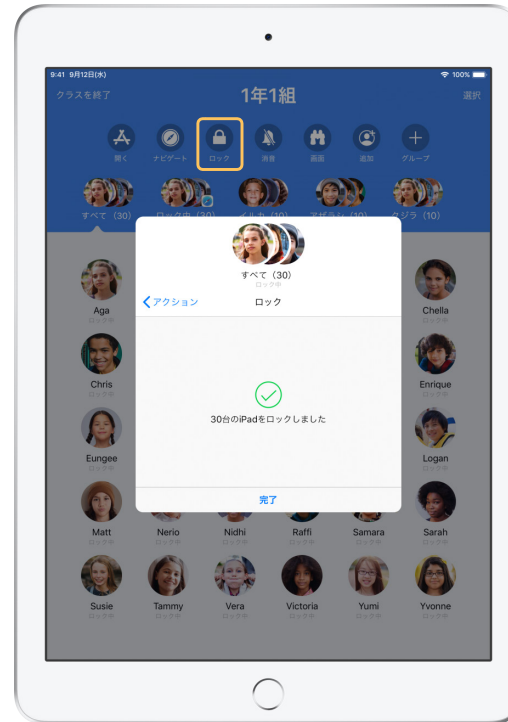 9:41 9月12日(水)
100%
クラスを終了
1年1組
選択
開く
ナビゲート
ロック
消音
画面
追加
グループ
すべて（30）
ロック中（30）
イルカ（10）
アザラシ（10）
クジラ（10）
すべて（30）
ロック中
アクション
ロック
30台のiPadをロックしました
完了
Aga
ロック中
Chella
ロック中
Chris
ロック中
Enrique
ロック中
Eungee
ロック中
Logan
ロック中
Matt
ロック中
Nerio
ロック中
Nidhi
ロック中
Raffi
ロック中
Samara
ロック中
Sarah
ロック中
Susie
ロック中
Tammy
ロック中
Vera
ロック中
Victoria
ロック中
Yumi
ロック中
Yvonne
ロック中